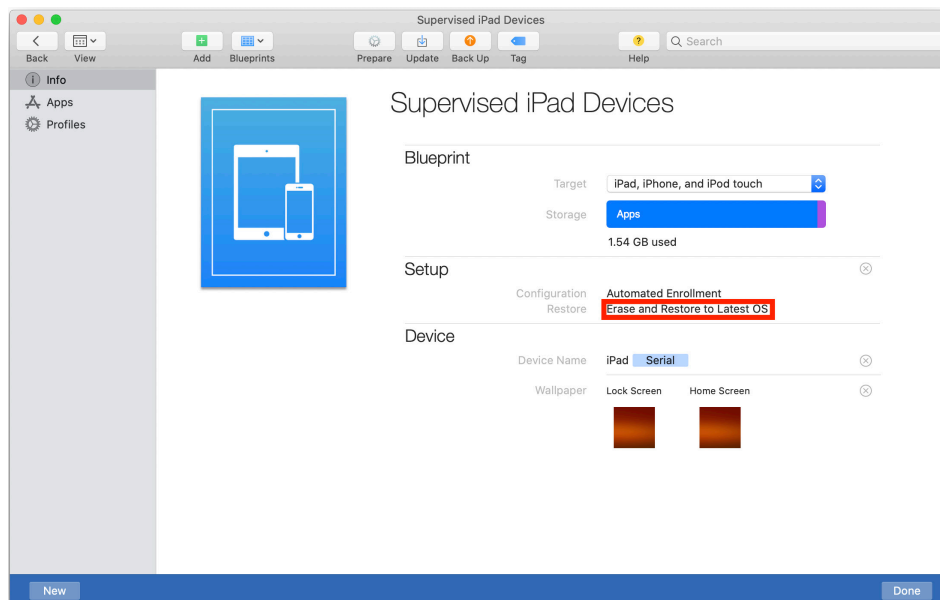 Supervised iPad Devices
Back View Add Blueprints Prepare Update Back Up Tag Help Search
Info
Apps
Profiles
Supervised iPad Devices
Blueprint
Target iPad, iPhone, and iPod touch
Storage Apps
1.54 GB used
Setup
Configuration Automated Enrollment
Restore Erase and Restore to Latest OS
Device
Device Name iPad Serial
Wallpaper Lock Screen Home Screen
New Done